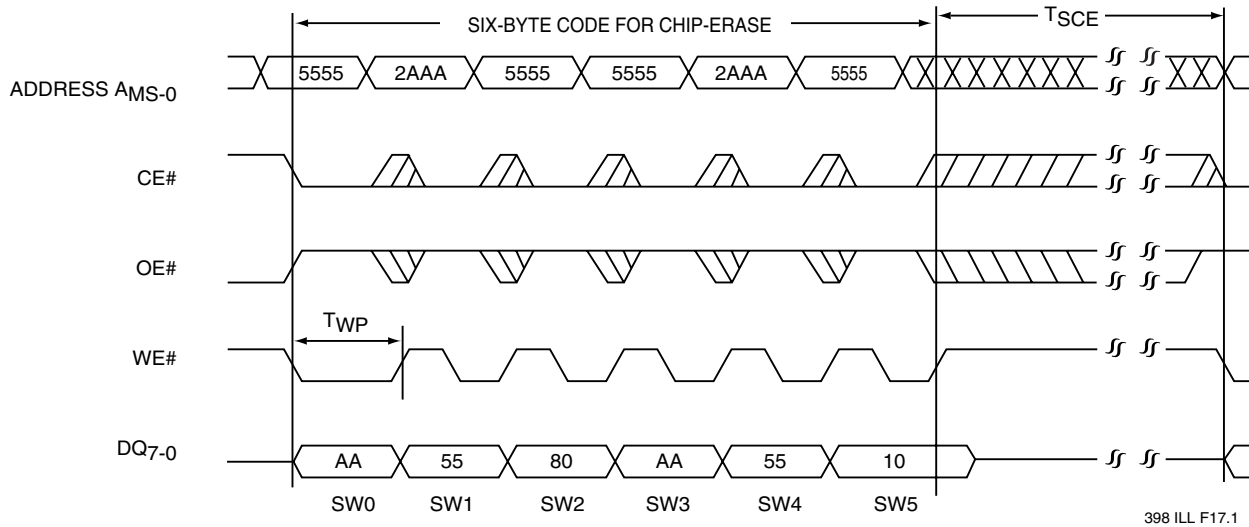 SIX-BYTE CODE FOR CHIP-ERASE TSCE
ADDRESS AMS-0 5555 2AAA 5555 5555 2AAA 5555
CE#
OE#
TWP
WE#
DQ7-0 AA 55 80 AA 55 10
SW0 SW1 SW2 SW3 SW4 SW5
398 ILL F17.1